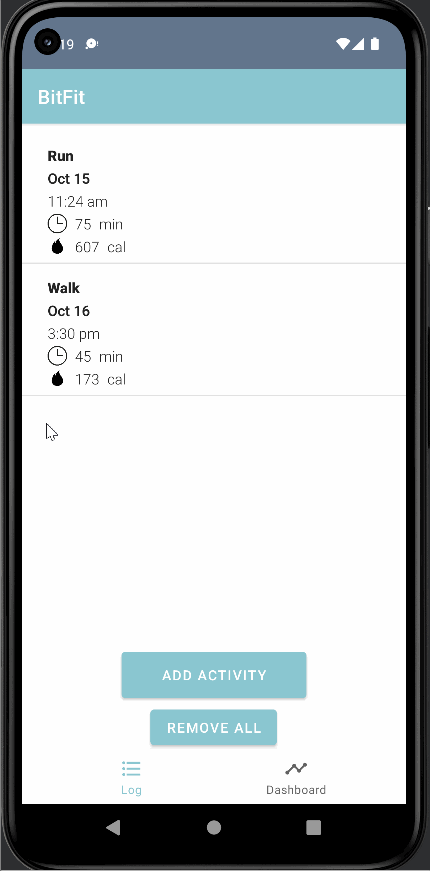 19
BitFit
Run
Oct 15
11:24 am
75 min
607 cal
Walk
Oct 16
3:30 pm
45 min
173 cal
ADD ACTIVITY
REMOVE ALL
Log
Dashboard